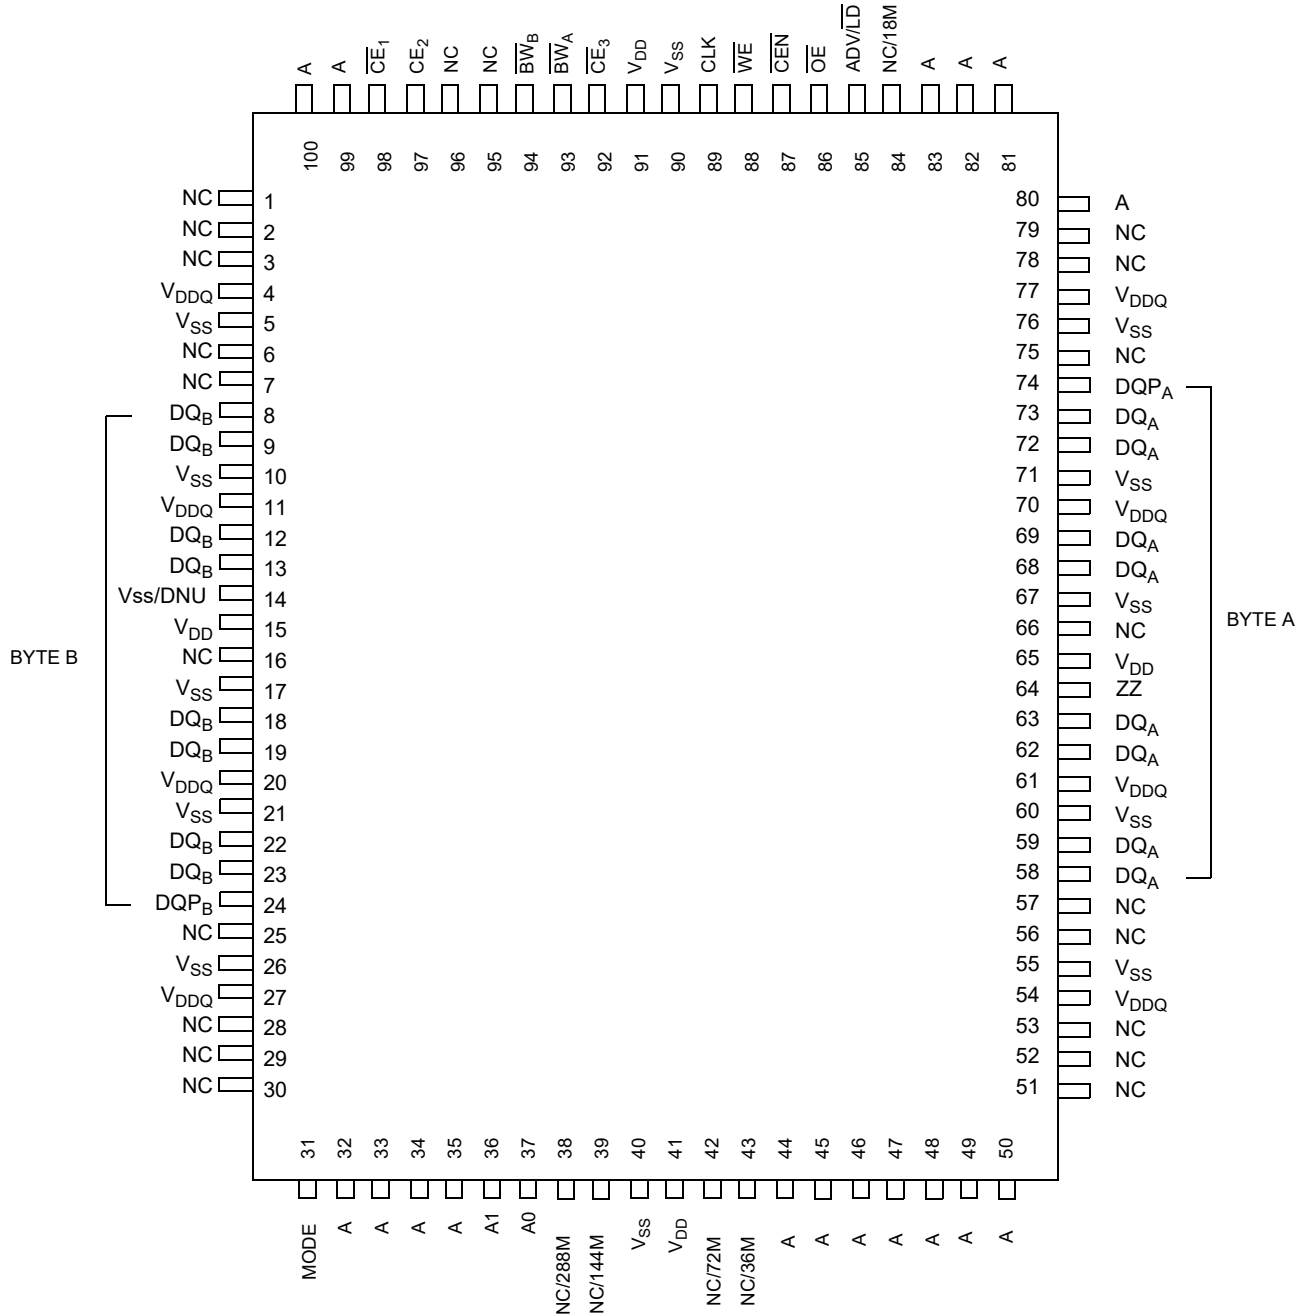 A A CE1 CE2 NC NC BWB BWA CE3 VDD VSS CLK WE CEN OE ADV/LD NC/18M A A A
100 99 98 97 96 95 94 93 92 91 90 89 88 87 86 85 84 83 82 81
NC 1 80 A
NC 2 79 NC
NC 3 78 NC
VDDQ 4 77 VDDQ
VSS 5 76 VSS
NC 6 75 NC
NC 7 74 DQPA
DQB 8 73 DQA
DQB 9 72 DQA
VSS 10 71 VSS
VDDQ 11 70 VDDQ
DQB 12 69 DQA
DQB 13 68 DQA
Vss/DNU 14 67 VSS
VDD 15 66 NC
BYTE A
NC 16 65 VDD
BYTE B
VSS 17 64 ZZ
DQB 18 63 DQA
DQB 19 62 DQA
VDDQ 20 61 VDDQ
VSS 21 60 VSS
DQB 22 59 DQA
DQB 23 58 DQA
DQPB 24 57 NC
NC 25 56 NC
VSS 26 55 VSS
VDDQ 27 54 VDDQ
NC 28 53 NC
NC 29 52 NC
NC 30 51 NC
31 32 33 34 35 36 37 38 39 40 41 42 43 44 45 46 47 48 49 50
MODE A A A A A1 A0 NC/288M NC/144M VSS VDD NC/72M NC/36M A A A A A A A